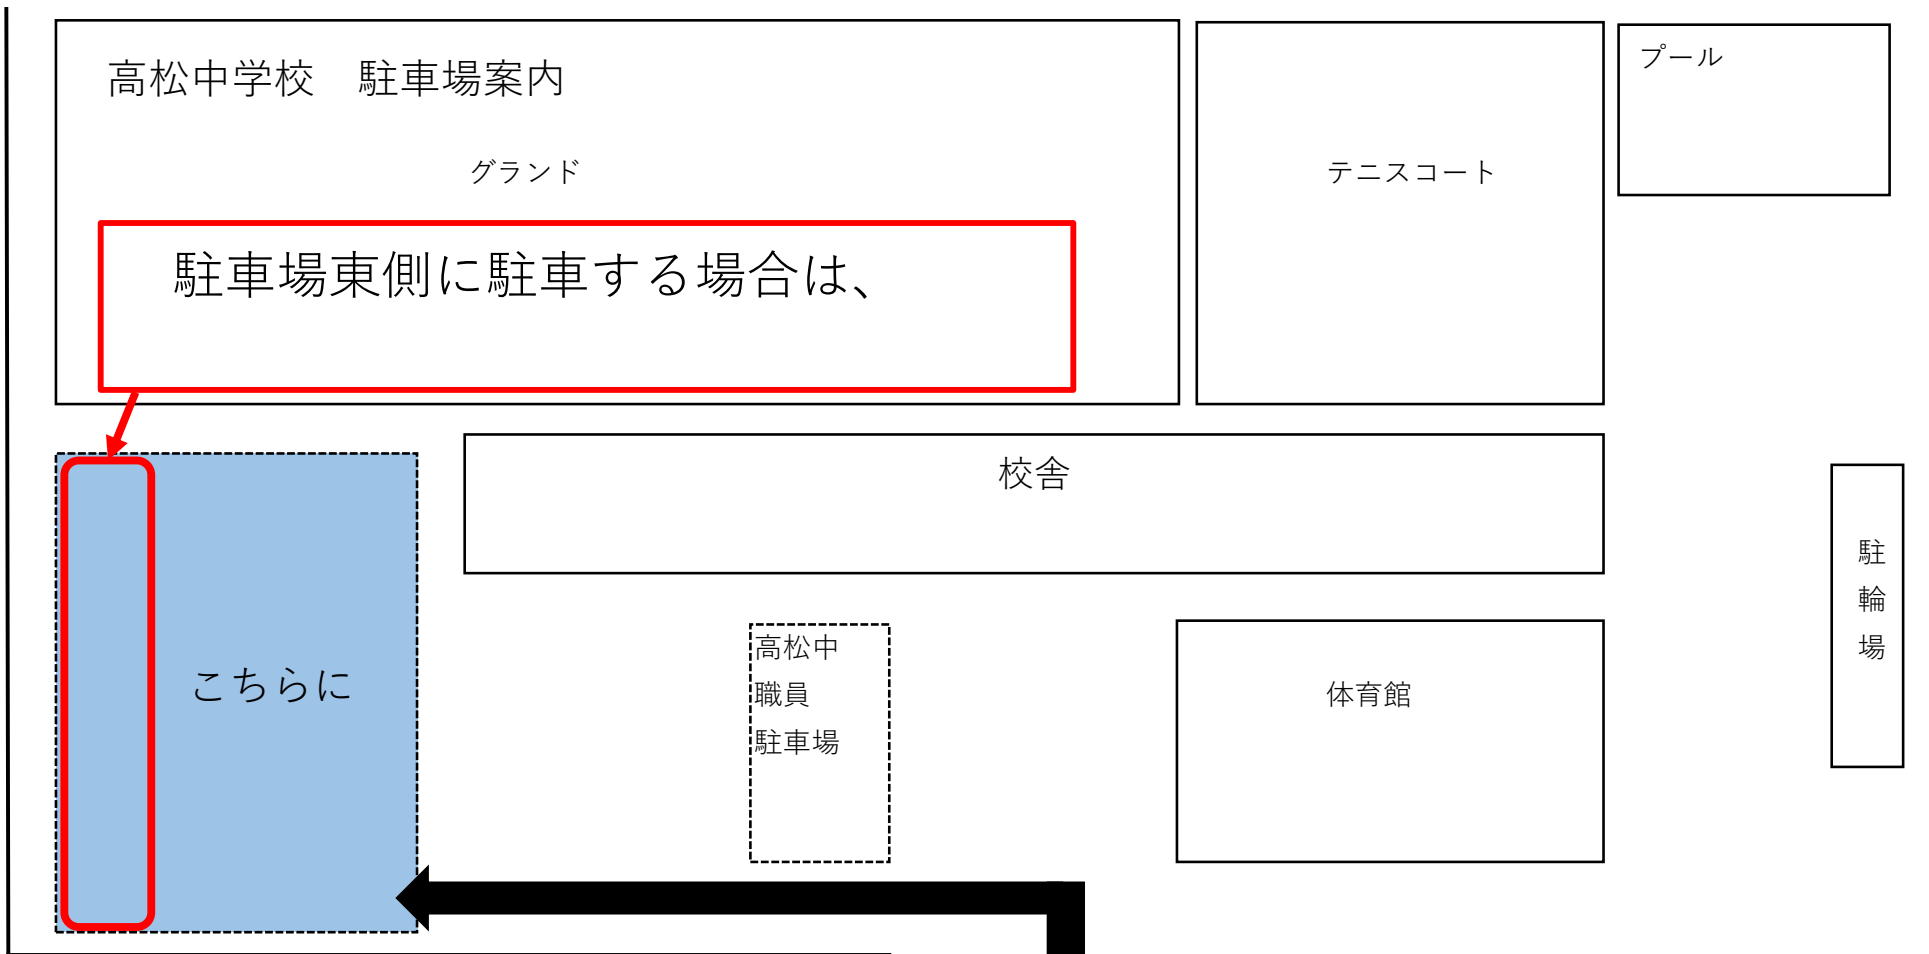 高松中学校　駐車場案内
グランド
駐車場東側に駐車する場合は、
テニスコート
プール
校舎
こちらに
高松中
職員
駐車場
体育館
駐
輪
場